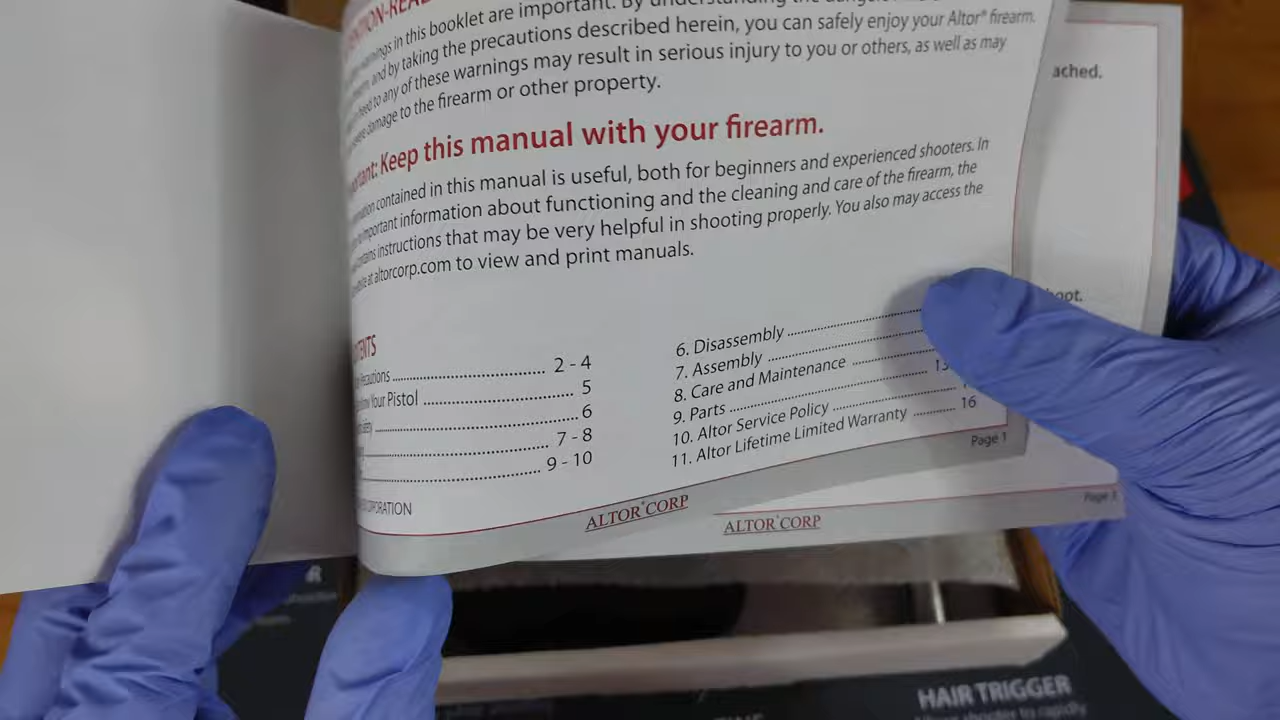 in this booklet are important. By
and by taking the precautions described herein, you can safely enjoy your Altor® firearm.
to any of these warnings may result in serious injury to you or others, as well as may
damage to the firearm or other property.
Keep this manual with your firearm.
contained in this manual is useful, both for beginners and experienced shooters. In
important information about functioning and the cleaning and care of the firearm, the
instructions that may be very helpful in shooting properly. You also may access the
at altorcorp.com to view and print manuals.
2 - 4
Your Pistol 5
6
7 - 8
9 - 10
6. Disassembly
7. Assembly
8. Care and Maintenance
9. Parts
10. Altor Service Policy
11. Altor Lifetime Limited Warranty 16
Page 1
ALTOR® CORP
ached.
ALTOR® CORP
Page 3
HAIR TRIGGER
shooter to rapidly